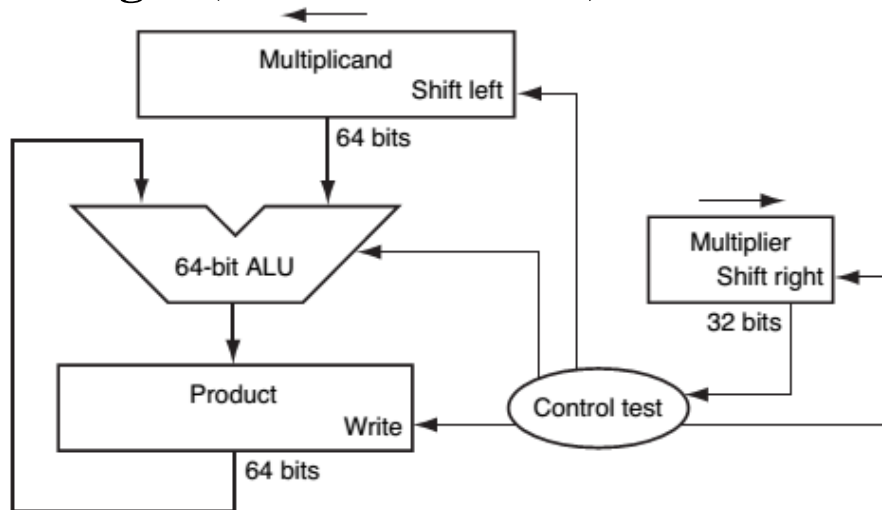 Multiplicand
Shift left
64 bits
64-bit ALU
Multiplier
Shift right
32 bits
Product
Write
Control test
64 bits